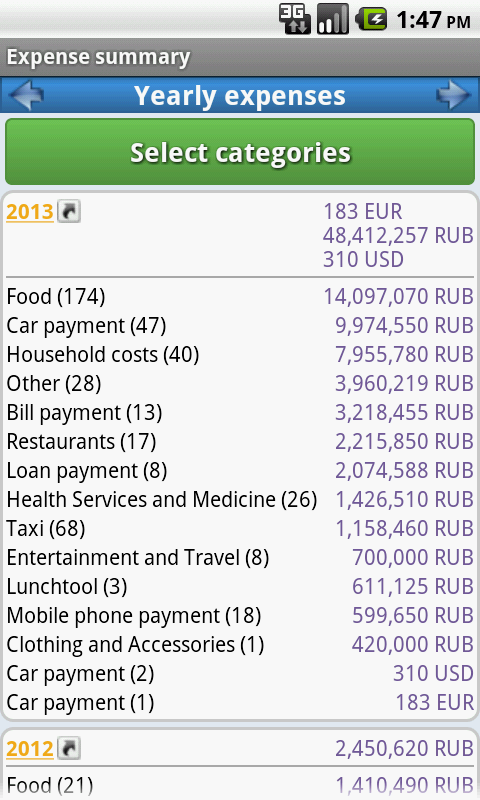 3G 1:47 PM
Expense summary
Yearly expenses
Select categories
2013 183 EUR
48,412,257 RUB
310 USD
Food (174) 14,097,070 RUB
Car payment (47) 9,974,550 RUB
Household costs (40) 7,955,780 RUB
Other (28) 3,960,219 RUB
Bill payment (13) 3,218,455 RUB
Restaurants (17) 2,215,850 RUB
Loan payment (8) 2,074,588 RUB
Health Services and Medicine (26) 1,426,510 RUB
Taxi (68) 1,158,460 RUB
Entertainment and Travel (8) 700,000 RUB
Lunchtool (3) 611,125 RUB
Mobile phone payment (18) 599,650 RUB
Clothing and Accessories (1) 420,000 RUB
Car payment (2) 310 USD
Car payment (1) 183 EUR
2012 2,450,620 RUB
Food (21) 1,410,490 RUB